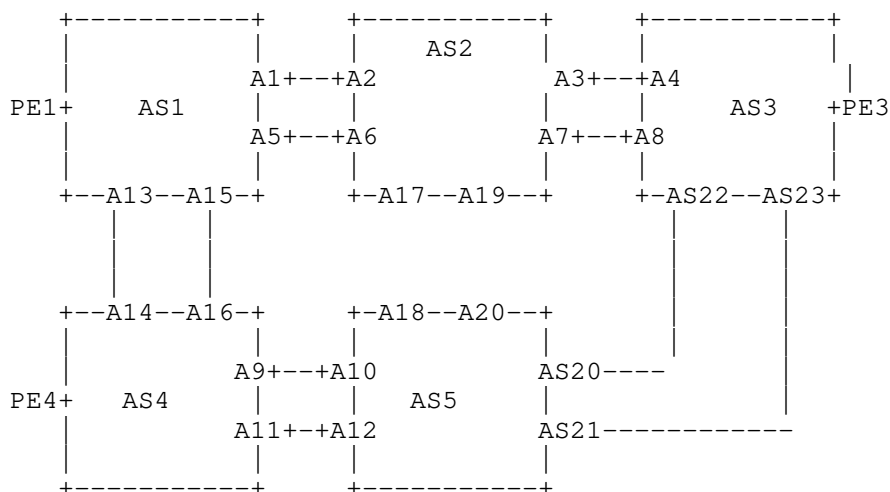 AS2
A1 A2 A3 A4
PE1 AS1 AS3 PE3
A5 A6 A7 A8
A13 A15 A17 A19 AS22 AS23
A14 A16 A18 A20
A9 A10 AS20
PE4 AS4 AS5
A11 A12 AS21